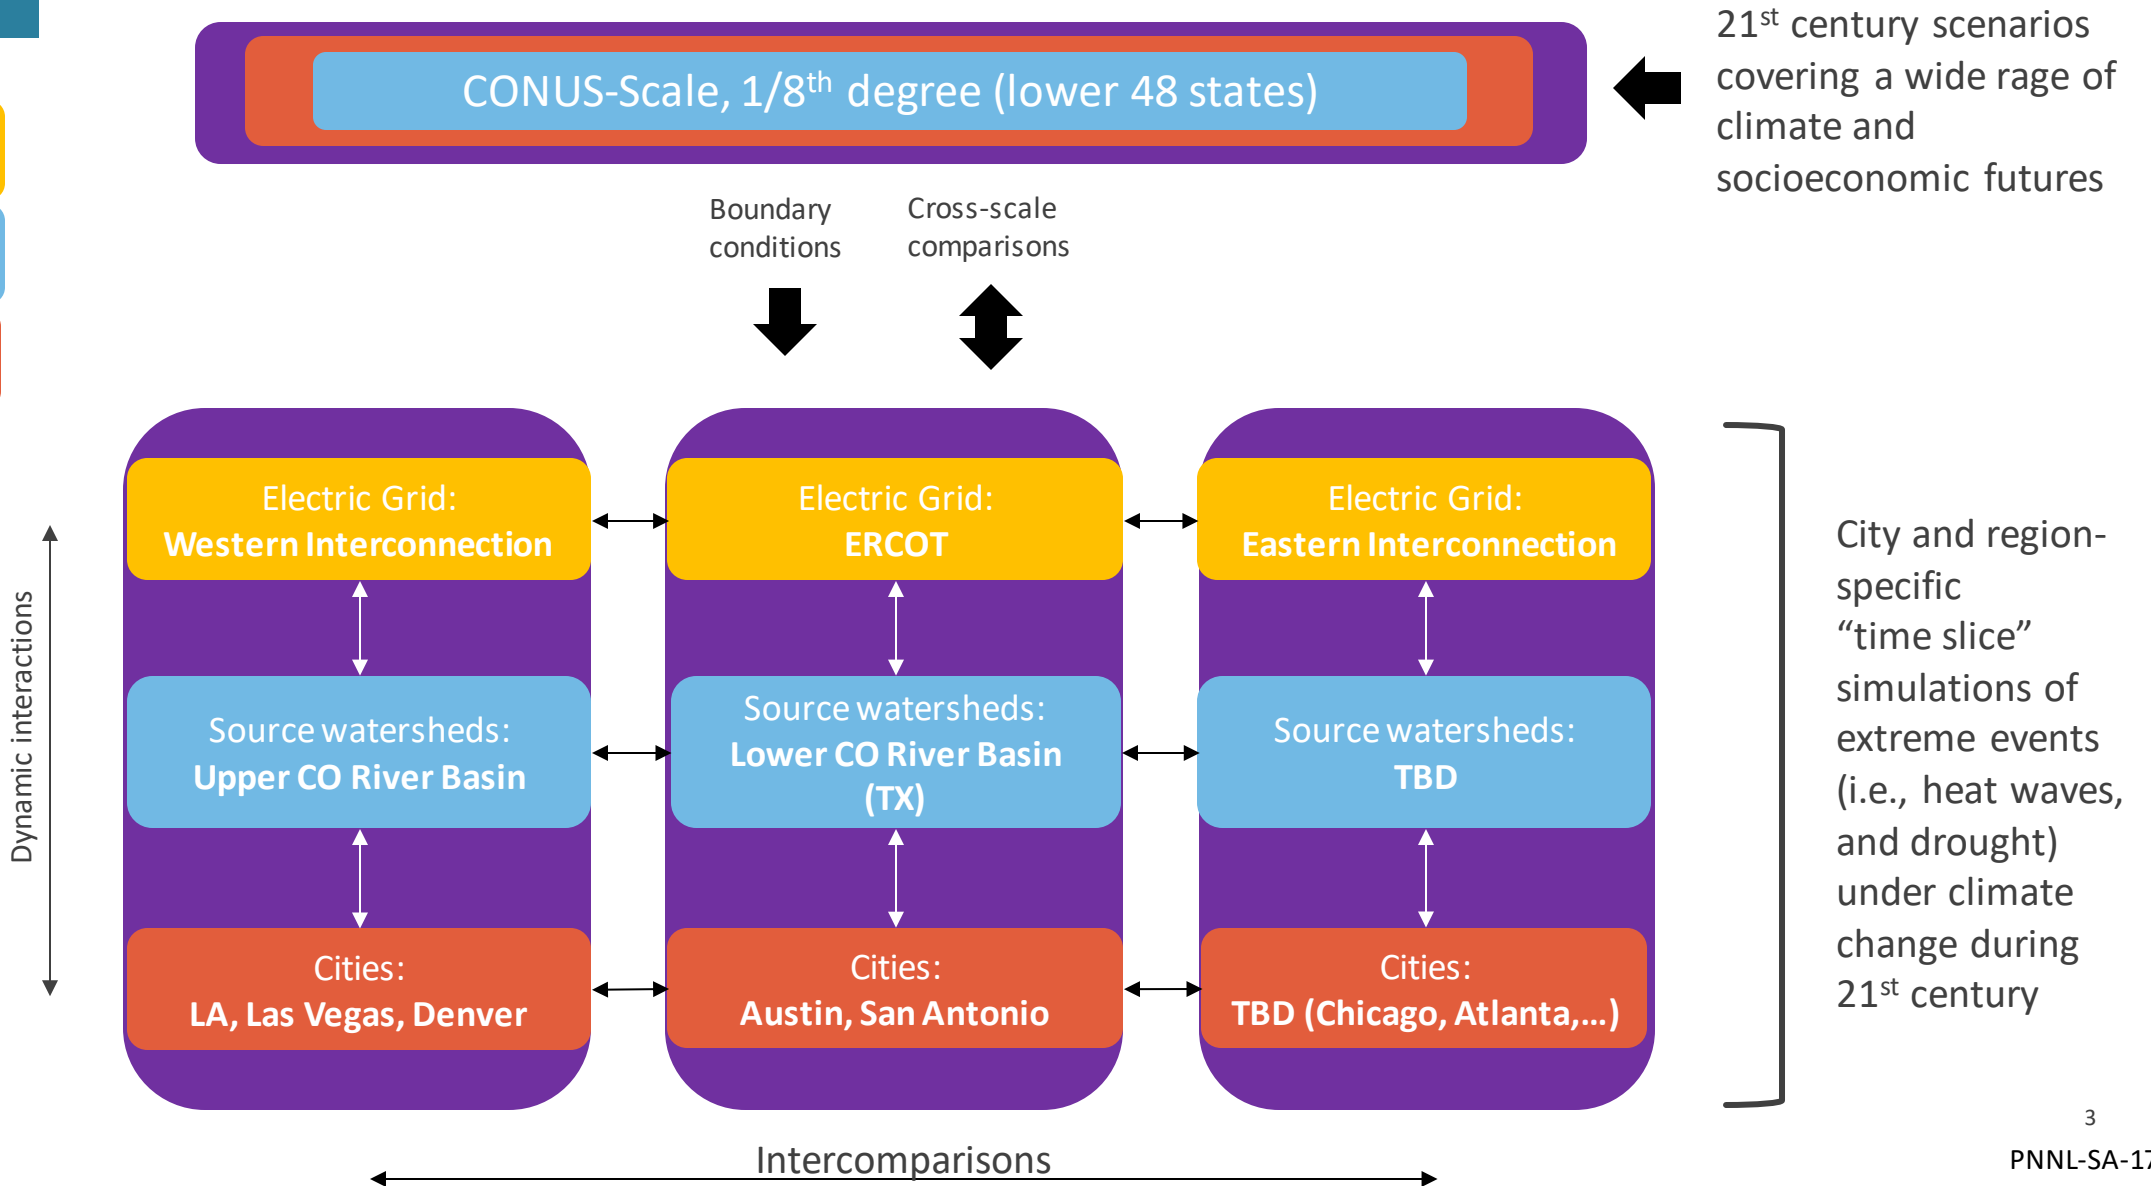 CONUS-Scale, 1/8th degree (lower 48 states)
21st century scenarios
covering a wide rage of
climate and
socioeconomic futures
Boundary
conditions
Cross-scale
comparisons
Electric Grid:
Western Interconnection
Electric Grid:
ERCOT
Electric Grid:
Eastern Interconnection
Dynamic interactions
Source watersheds:
Upper CO River Basin
Source watersheds:
Lower CO River Basin
(TX)
Source watersheds:
TBD
Cities:
LA, Las Vegas, Denver
Cities:
Austin, San Antonio
Cities:
TBD (Chicago, Atlanta,...)
City and region-
specific
“time slice”
simulations of
extreme events
(i.e., heat waves,
and drought)
under climate
change during
21st century
Intercomparisons
3
PNNL-SA-17